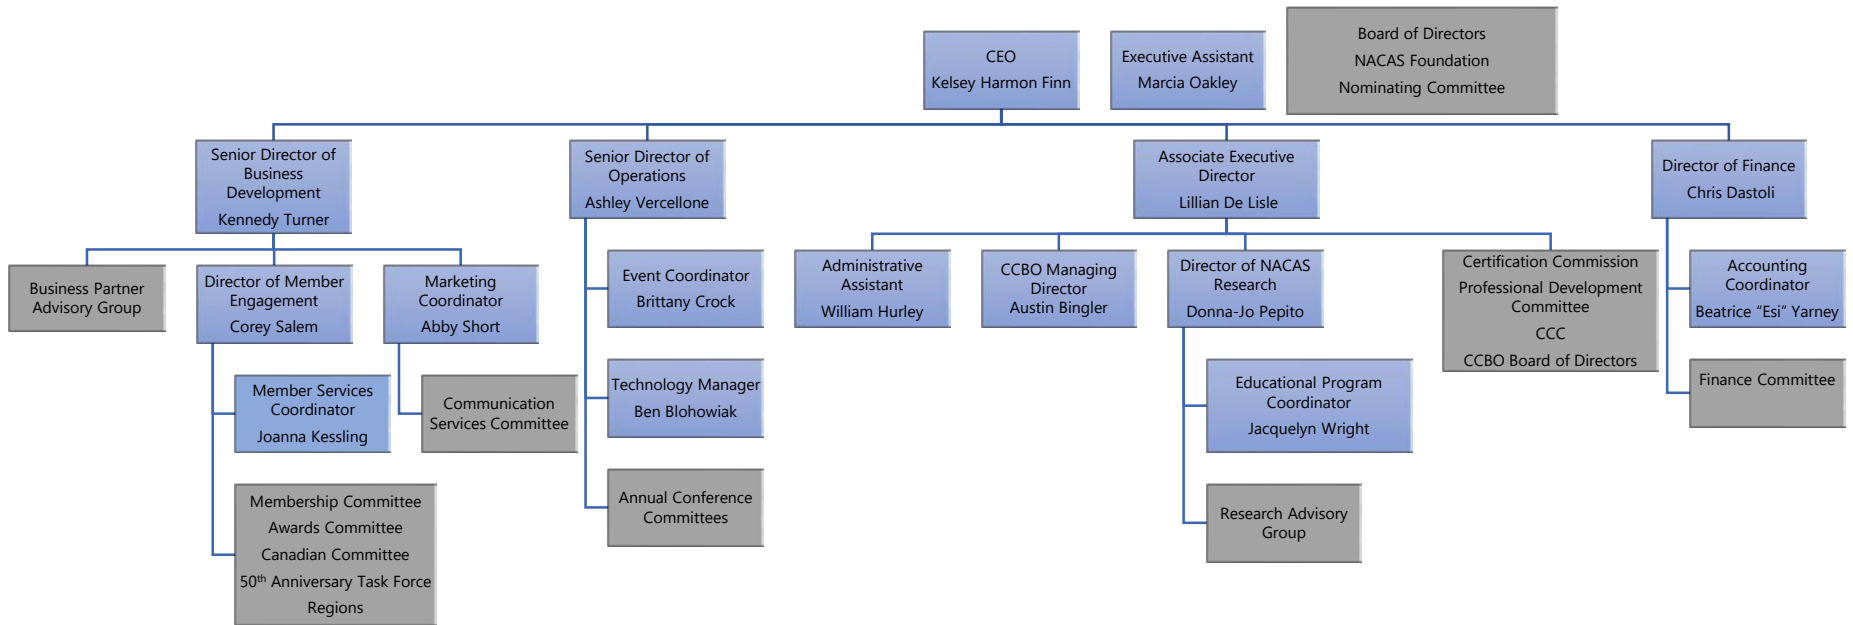 CEO
Kelsey Harmon Finn
Executive Assistant
Marcia Oakley
Board of Directors
NACAS Foundation
Nominating Committee
Senior Director of
Business
Development
Kennedy Turner
Senior Director of
Operations
Ashley Vercellone
Associate Executive
Director
Lillian De Lisle
Director of Finance
Chris Dastoli
Business Partner
Advisory Group
Director of Member
Engagement
Corey Salem
Marketing
Coordinator
Abby Short
Event Coordinator
Brittany Crock
Administrative
Assistant
William Hurley
CCBO Managing
Director
Austin Bingler
Director of NACAS
Research
Donna-Jo Pepito
Certification Commission
Professional Development
Committee
CCC
CCBO Board of Directors
Accounting
Coordinator
Beatrice “Esi” Yarney
Member Services
Coordinator
Joanna Kessling
Communication
Services Committee
Technology Manager
Ben Blohowiak
Educational Program
Coordinator
Jacquelyn Wright
Finance Committee
Membership Committee
Awards Committee
Canadian Committee
50th Anniversary Task Force
Regions
Annual Conference
Committees
Research Advisory
Group